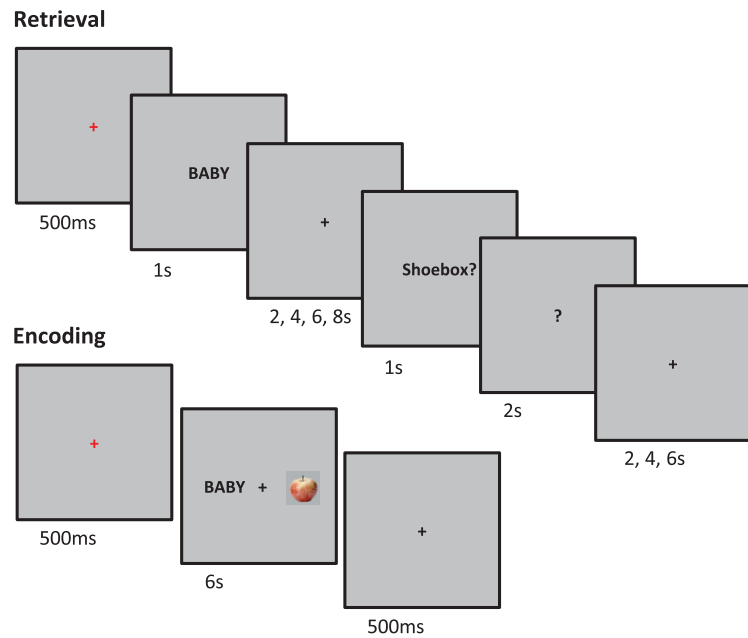 Retrieval
+
500ms
BABY
1s
+
2, 4, 6, 8s
Shoebox?
1s
?
2s
+
2, 4, 6s
Encoding
+
500ms
BABY +
6s
+
500ms